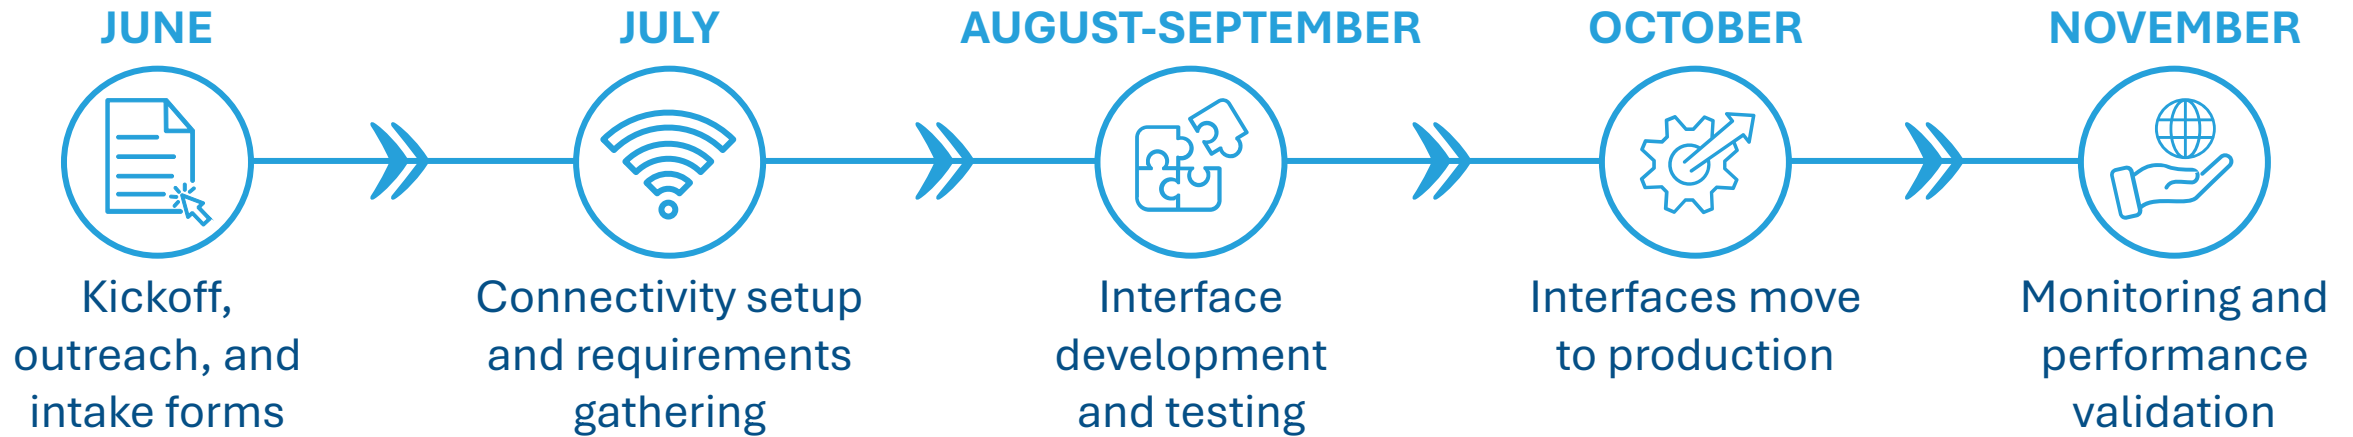 JUNE
Kickoff,
outreach, and
intake forms
JULY
Connectivity setup
and requirements
gathering
AUGUST-SEPTEMBER
Interface
development
and testing
OCTOBER
Interfaces move
to production
NOVEMBER
Monitoring and
performance
validation